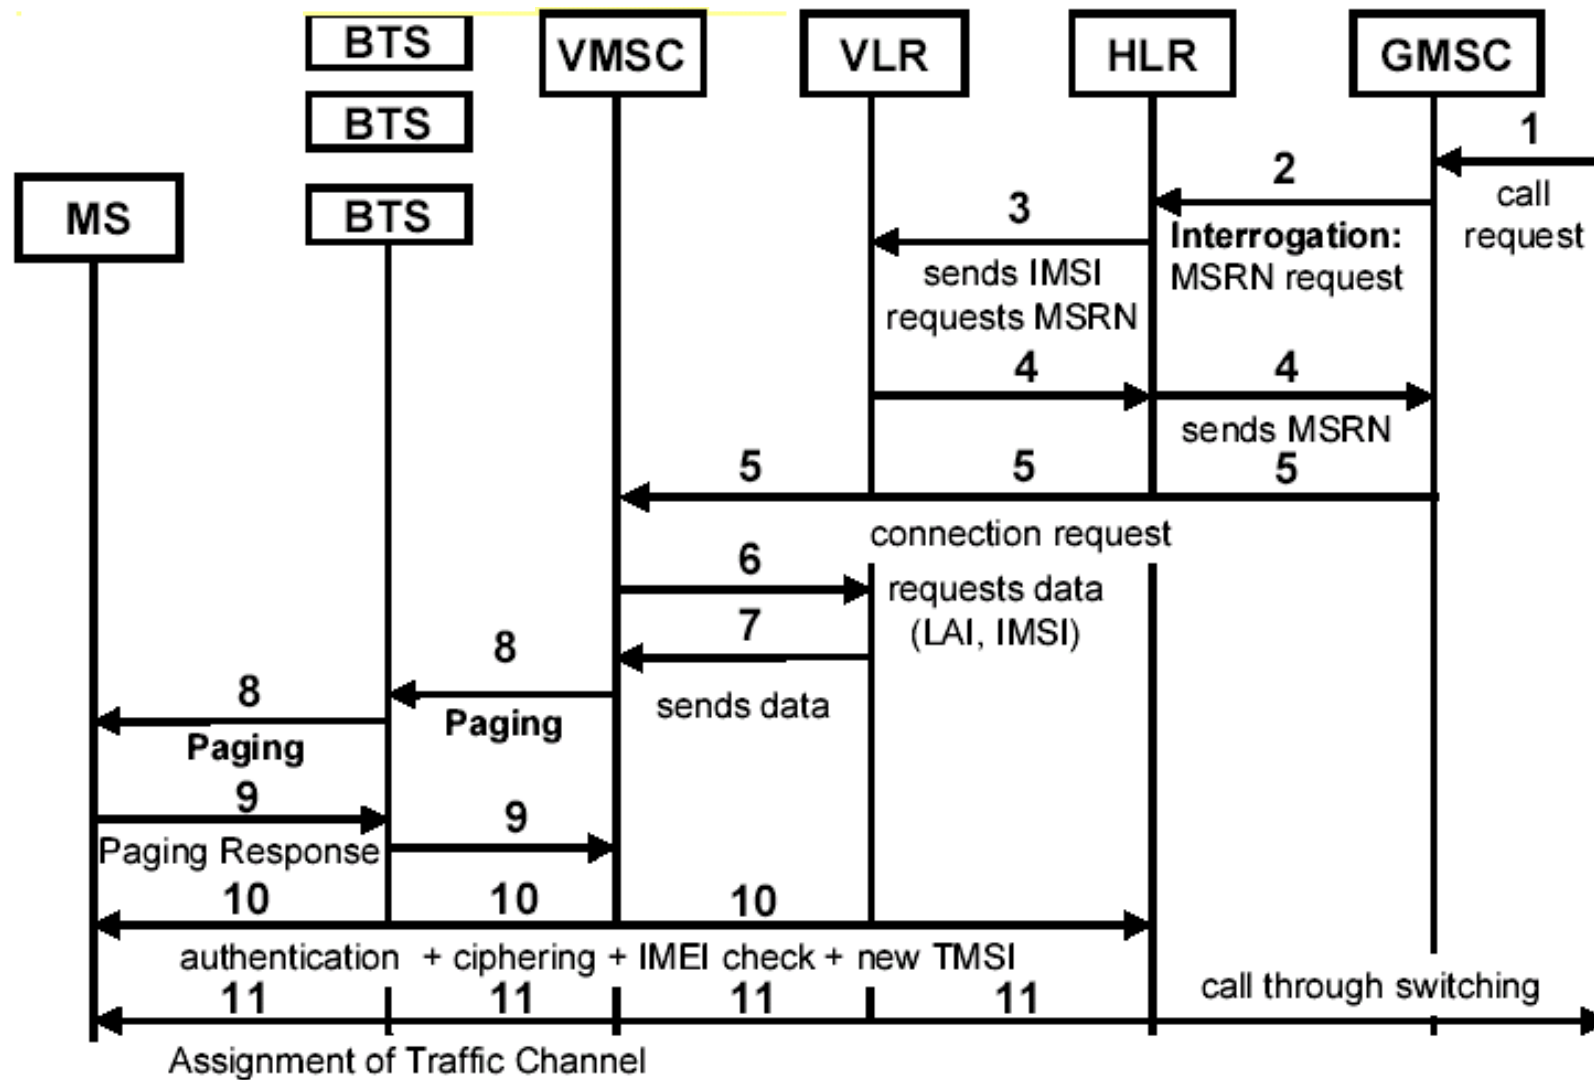 BTS
VMSC
VLR
HLR
GMSC
BTS
MS
BTS
1
call
request
2
Interrogation:
MSRN request
3
sends IMSI
requests MSRN
4
4
sends MSRN
5
5
5
connection request
6
requests data
(LAI, IMSI)
7
sends data
8
Paging
8
Paging
9
Paging Response
9
10
10
10
authentication + ciphering + IMEI check + new TMSI
11
11
11
11
call through switching
Assignment of Traffic Channel